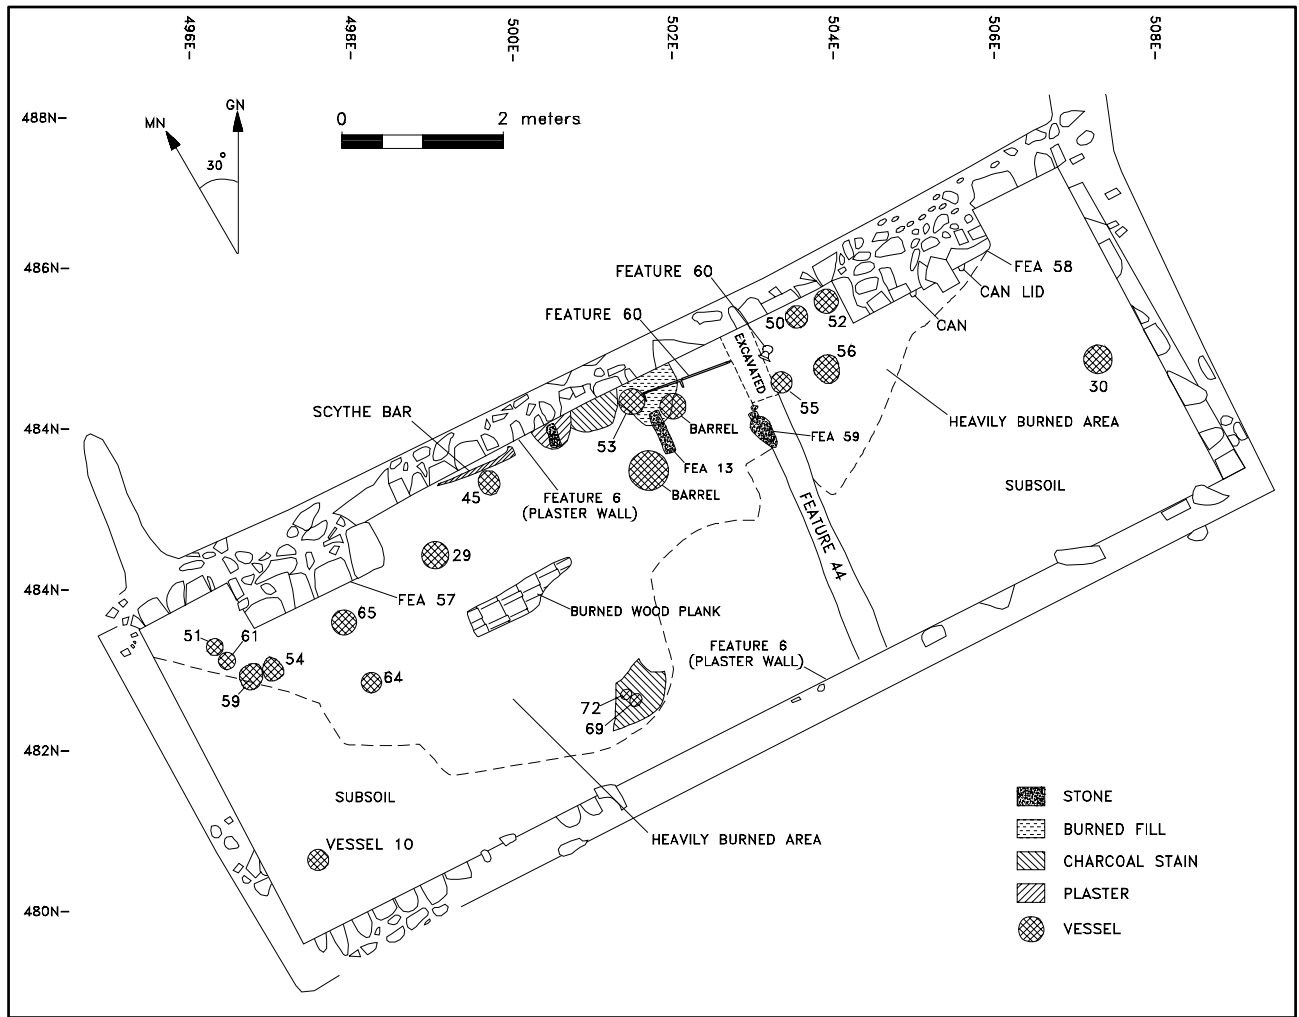 496E-
498E-
500E-
502E-
504E-
506E-
508E-
488N-
GN
MN
30°
0 2 meters
486N-
FEATURE 60
FEA 58
CAN LID
FEATURE 60
50
52
CAN
EXCAVATED
56
30
SCYTHE BAR
55
HEAVILY BURNED AREA
484N-
53
BARREL
FEA 59
FEA 13
45
FEATURE 6
(PLASTER WALL)
BARREL
SUBSOIL
FEATURE 44
29
484N-
FEA 57
BURNED WOOD PLANK
65
51
61
54
FEATURE 6
(PLASTER WALL)
64
59
72
69
482N-
SUBSOIL
STONE
VESSEL 10
HEAVILY BURNED AREA
BURNED FILL
CHARCOAL STAIN
PLASTER
480N-
VESSEL